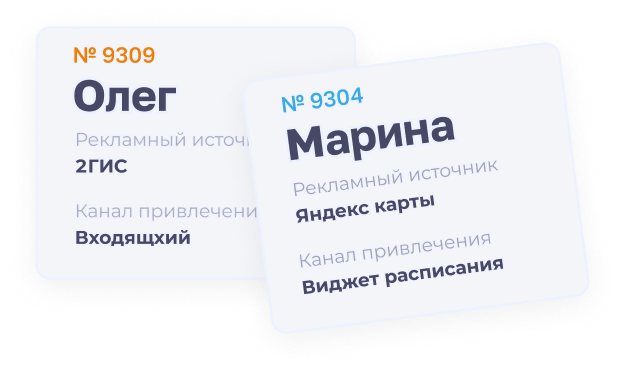 № 9309
Олег
Рекламный источ
2ГИС
Канал привлечени
Входящхий
№ 9304
Марина
Рекламный источник
Яндекс карты
Канал привлечения
Виджет расписания